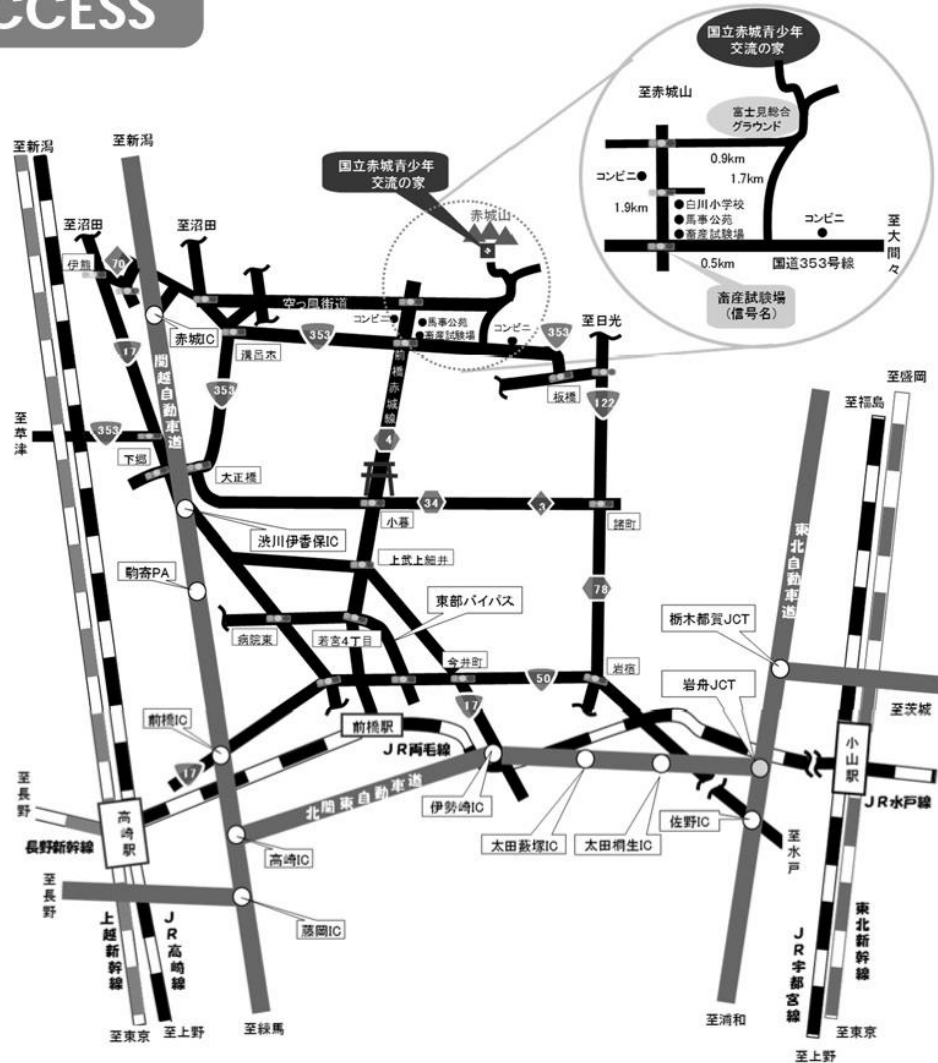 CCESS
国立赤城青少年
交流の家
至赤城山
富士見総合
グラウンド
0.9km
コンビニ
1.7km
1.9km
白川小学校
馬事公苑
畜産試験場
コンビニ
至大間々
0.5km
国道353号線
畜産試験場
(信号名)
至新潟
至新潟
国立赤城青少年
交流の家
赤城山
至沼田
至沼田
伊熊
70
空っ風街道
コンビニ
馬事公苑
畜産試験場
コンビニ
353
至日光
赤城IC
溝呂木
353
17
関越自動車道
前橋赤城線
板橋
122
至盛岡
至福島
353
至草津
353
4
下郷
大正橋
34
3
小暮
諸町
渋川伊香保IC
上武上細井
東北自動車道
駒寄PA
東部バイパス
78
栃木都賀JCT
病院東
若宮4丁目
今井町
50
岩宿
岩舟JCT
17
至茨城
前橋IC
前橋駅
JR両毛線
小山駅
17
至長野
高崎駅
北関東自動車道
伊勢崎IC
太田藪塚IC
太田桐生IC
佐野IC
JR水戸線
長野新幹線
高崎IC
至水戸
至長野
藤岡IC
上越新幹線
JR高崎線
JR宇都宮線
東北新幹線
至東京
至上野
至練馬
至浦和
至東京
至上野